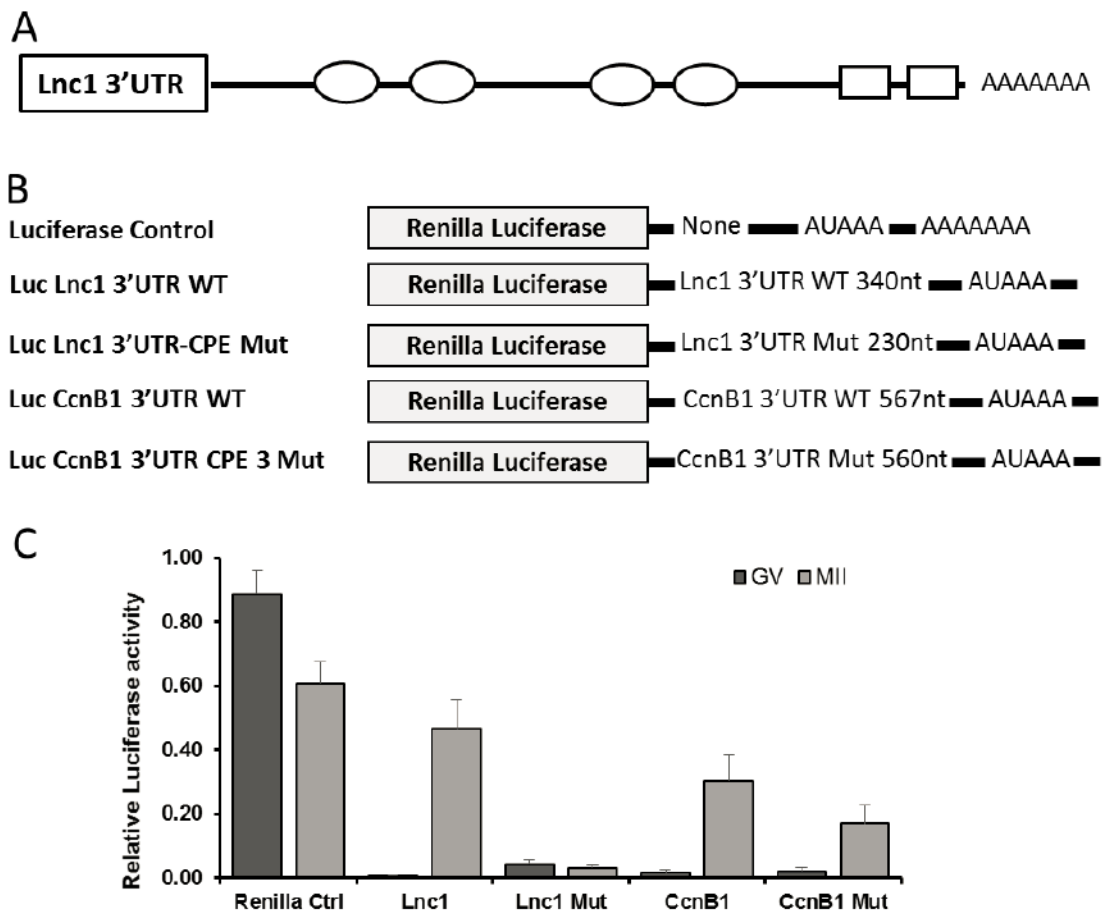 A
Lnc1 3'UTR AAAAAAA
B
Luciferase Control Renilla Luciferase None AUAAA AAAAAAA
Luc Lnc1 3'UTR WT Renilla Luciferase Lnc1 3'UTR WT 340nt AUAAA
Luc Lnc1 3'UTR-CPE Mut Renilla Luciferase Lnc1 3'UTR Mut 230nt AUAAA
Luc CcnB1 3'UTR WT Renilla Luciferase CcnB1 3'UTR WT 567nt AUAAA
Luc CcnB1 3'UTR CPE 3 Mut Renilla Luciferase CcnB1 3'UTR Mut 560nt AUAAA
C
Relative Luciferase activity
1.00
0.80
0.60
0.40
0.20
0.00
GV MII
Renilla Ctrl Lnc1 Lnc1 Mut CcnB1 CcnB1 Mut